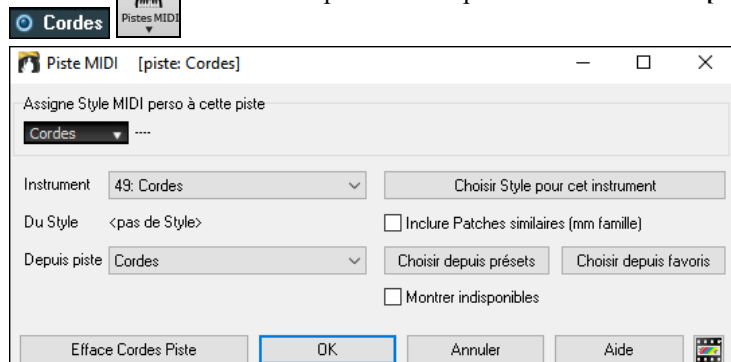 Cordes
Pistes MIDI
Piste MIDI [piste: Cordes]
Assigne Style MIDI perso à cette piste
Cordes ----
Instrument 49: Cordes Choisir Style pour cet instrument
Du Style <pas de Style> Inclure Patches similaires (mm famille)
Depuis piste Cordes Choisir depuis présets Choisir depuis favoris
Montrer indisponibles
Efface Cordes Piste OK Annuler Aide